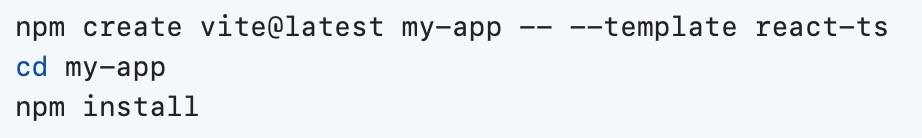 npm create vite@latest my-app -- --template react-ts
cd my-app
npm install